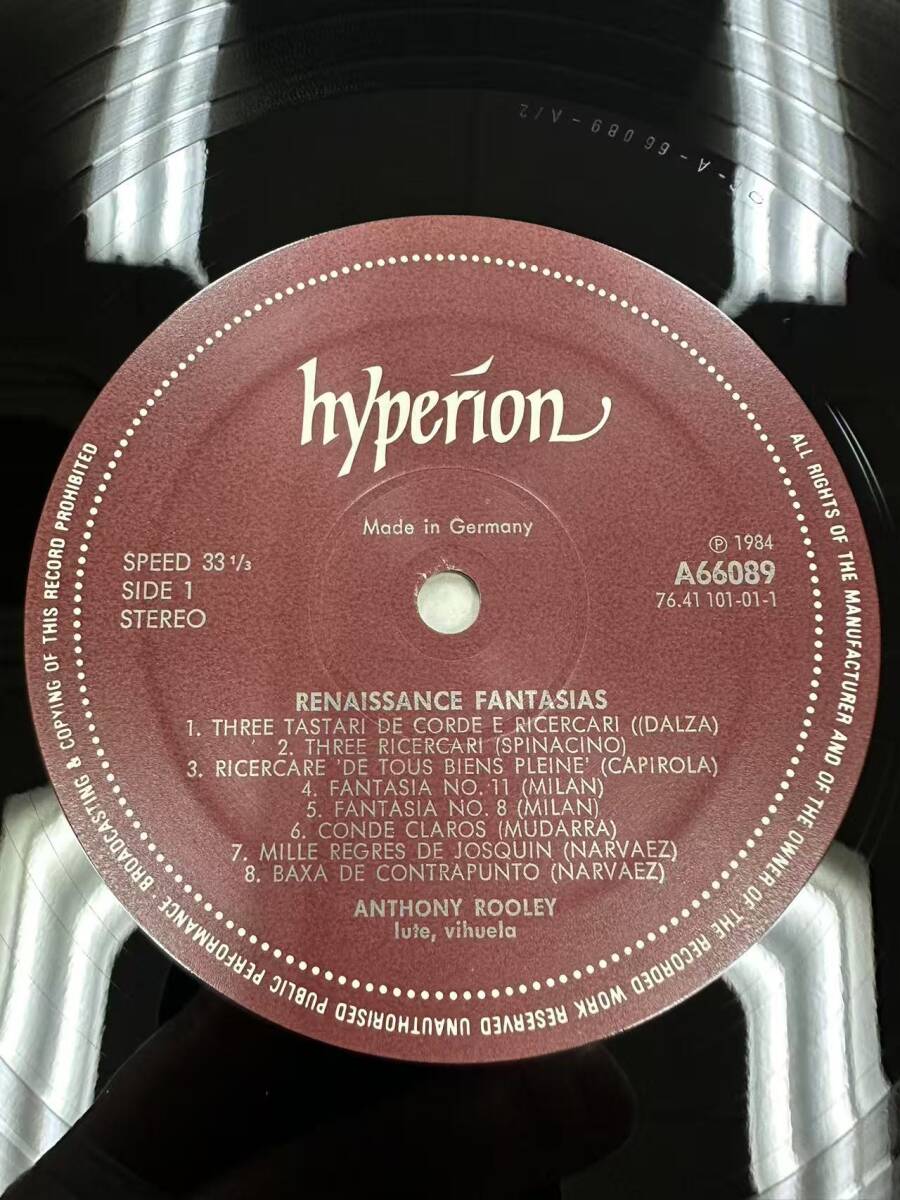 hyperion
Made in Germany
SPEED 33 1/3
SIDE 1
STEREO
℗ 1984
A66089
76.41 101-01-1
RENAISSANCE FANTASIAS
1. THREE TASTARI DE CORDE E RICERCARI ((DALZA)
2. THREE RICERCARI (SPINACINO)
3. RICERCARE 'DE TOUS BIENS PLEINE' (CAPIROLA)
4. FANTASIA NO. 11 (MILAN)
5. FANTASIA NO. 8 (MILAN)
6. CONDE CLAROS (MUDARRA)
7. MILLE REGRES DE JOSQUIN (NARVAEZ)
8. BAXA DE CONTRAPUNTO (NARVAEZ)
ANTHONY ROOLEY
lute, vihuela
ALL RIGHTS OF THE MANUFACTURER AND OF THE OWNER OF THE RECORDED WORK RESERVED UNAUTHORISED PUBLIC PERFORMANCE · BROADCASTING & COPYING OF THIS RECORD PROHIBITED
A-66089-A/2